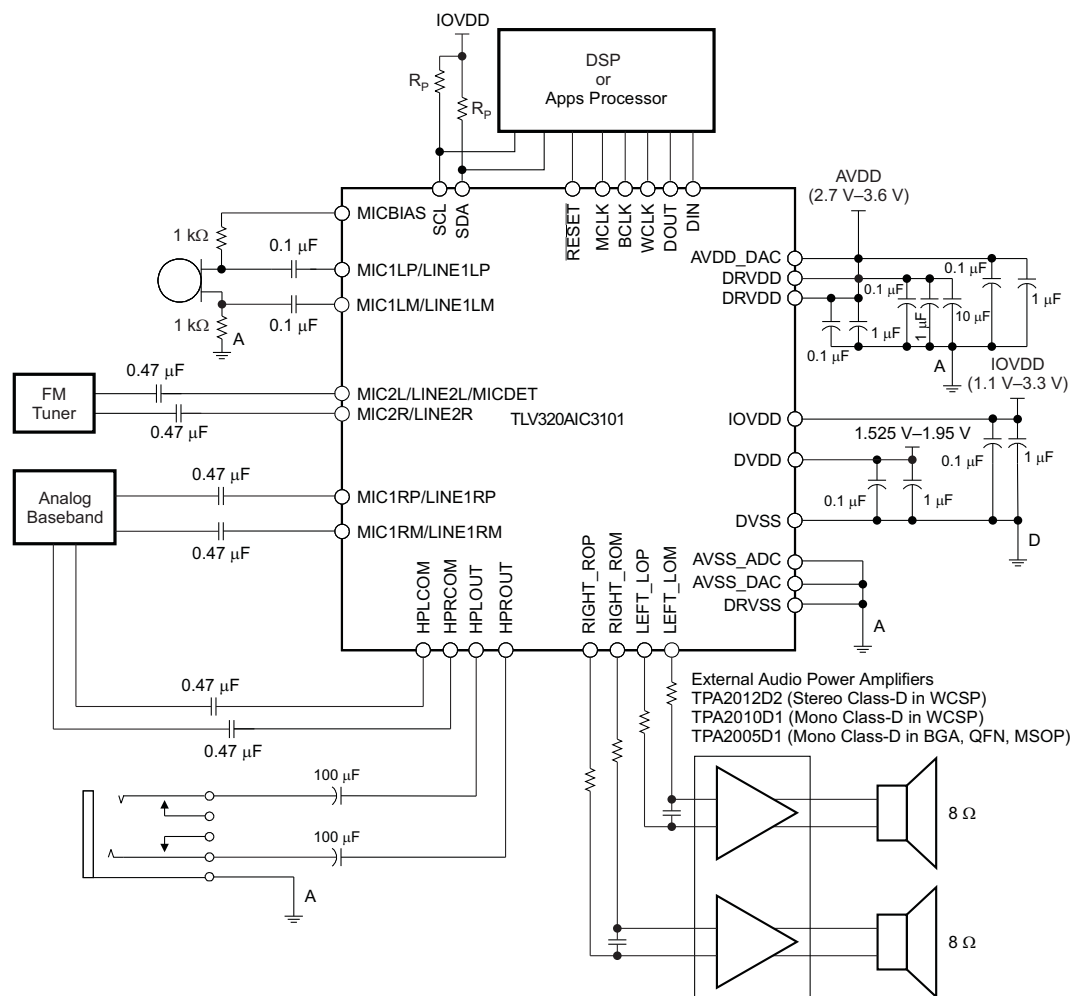 IOVDD
R_P
R_P
DSP
or
Apps Processor
SCL
SDA
RESET
MCLK
BCLK
WCLK
DOUT
DIN
AVDD
(2.7 V–3.6 V)
MICBIAS
1 kΩ
0.1 μF
MIC1LP/LINE1LP
MIC1LM/LINE1LM
1 kΩ
A
0.1 μF
AVDD_DAC
DRVDD
DRVDD
0.1 μF
0.1 μF
1 μF
0.1 μF
1 μF
1 μF
10 μF
A
IOVDD
(1.1 V–3.3 V)
FM
Tuner
0.47 μF
0.47 μF
MIC2L/LINE2L/MICDET
MIC2R/LINE2R
TLV320AIC3101
IOVDD
1.525 V–1.95 V
DVDD
0.1 μF
1 μF
0.1 μF
1 μF
DVSS
D
Analog
Baseband
0.47 μF
0.47 μF
MIC1RP/LINE1RP
MIC1RM/LINE1RM
AVSS_ADC
AVSS_DAC
DRVSS
A
HPLCOM
HPRCOM
HPLOUT
HPROUT
RIGHT_ROP
RIGHT_ROM
LEFT_LOP
LEFT_LOM
0.47 μF
0.47 μF
External Audio Power Amplifiers
TPA2012D2 (Stereo Class-D in WCSP)
TPA2010D1 (Mono Class-D in WCSP)
TPA2005D1 (Mono Class-D in BGA, QFN, MSOP)
100 μF
100 μF
A
8 Ω
8 Ω